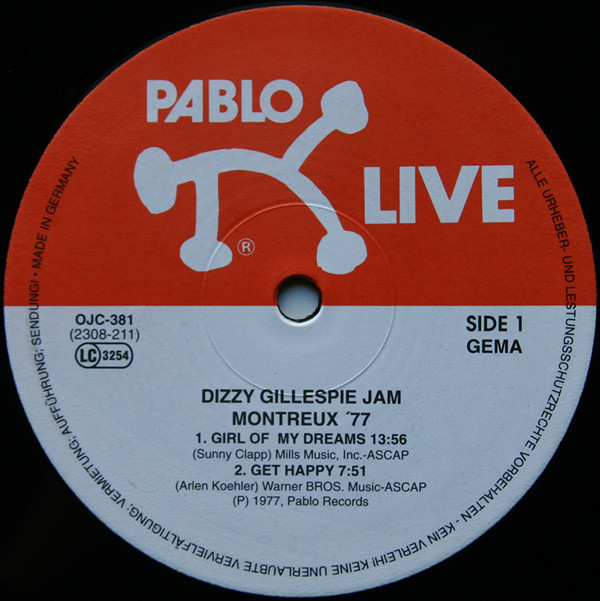 PABLO
LIVE
®
OJC-381
(2308-211)
LC 3254
SIDE 1
GEMA
DIZZY GILLESPIE JAM
MONTREUX ´77
1. GIRL OF MY DREAMS 13:56
(Sunny Clapp) Mills Music, Inc.-ASCAP
2. GET HAPPY 7:51
(Arlen Koehler) Warner BROS. Music-ASCAP
(P) 1977, Pablo Records
ALLE URHEBER- UND LEISTUNGSSCHUTZRECHTE VORBEHALTEN - KEIN VERLEIH! KEINE UNERLAUBTE VERVIELFÄLTIGUNG; VERMIETUNG; AUFFÜHRUNG; SENDUNG! • MADE IN GERMANY